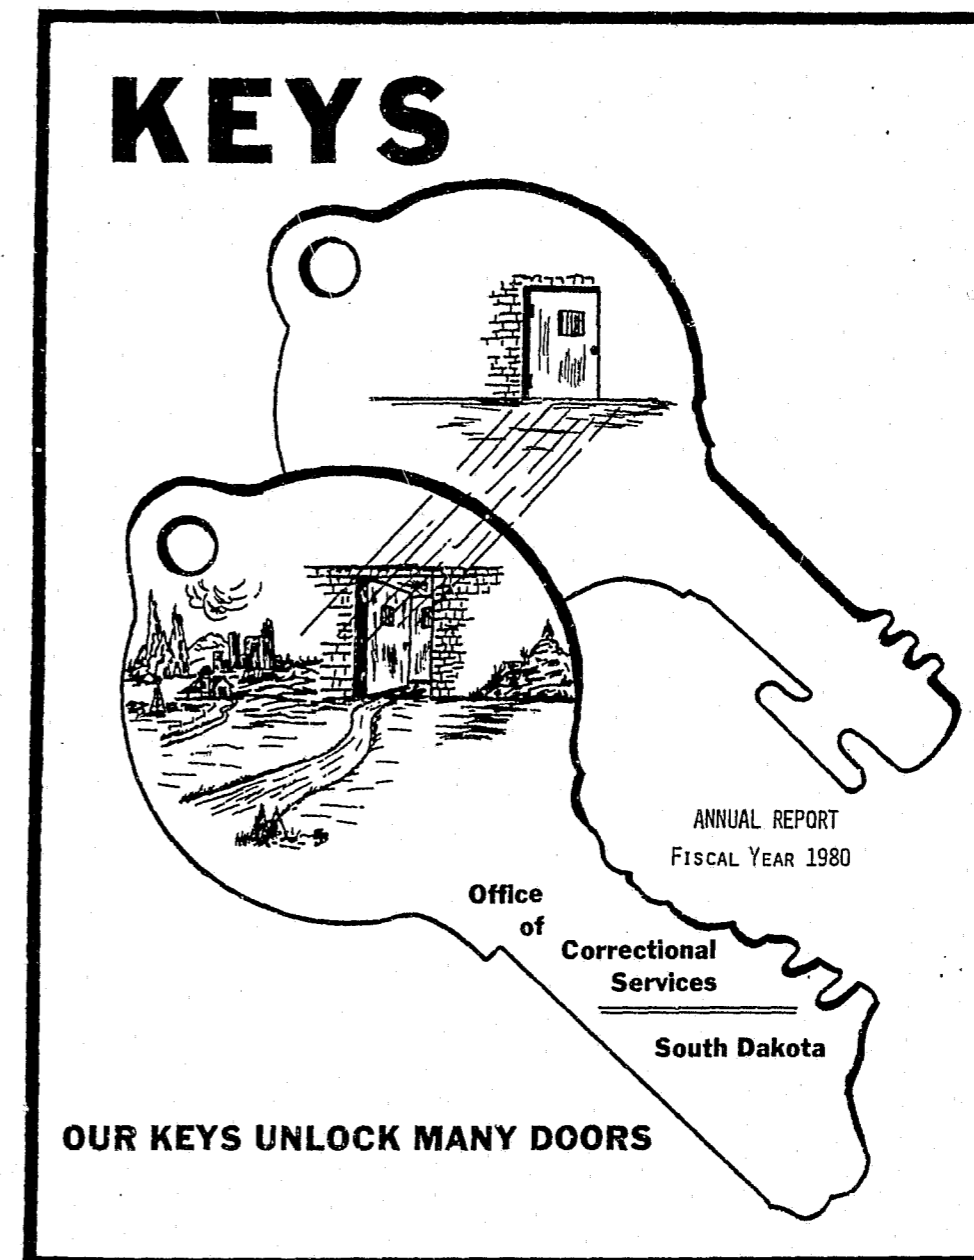 KEYS
ANNUAL REPORT
FISCAL YEAR 1980
Office
of
Correctional
Services
South Dakota
OUR KEYS UNLOCK MANY DOORS